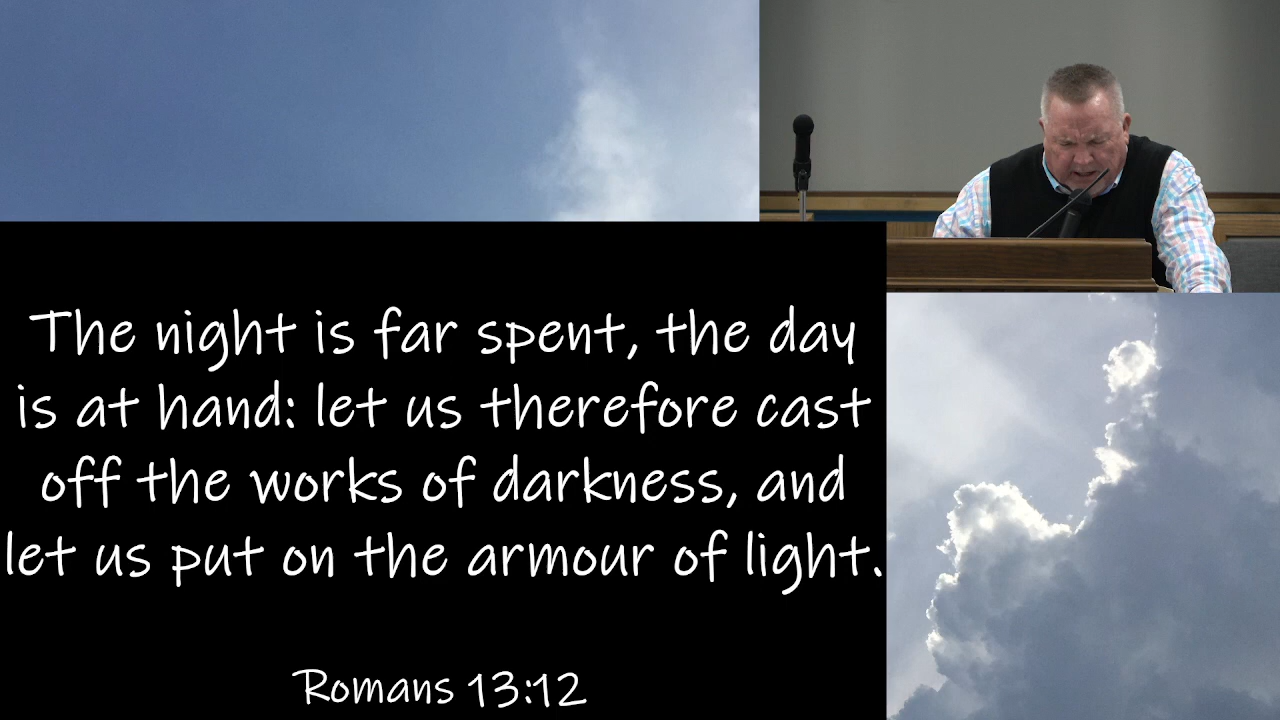 The night is far spent, the day
is at hand: let us therefore cast
off the works of darkness, and
let us put on the armour of light.
Romans 13:12